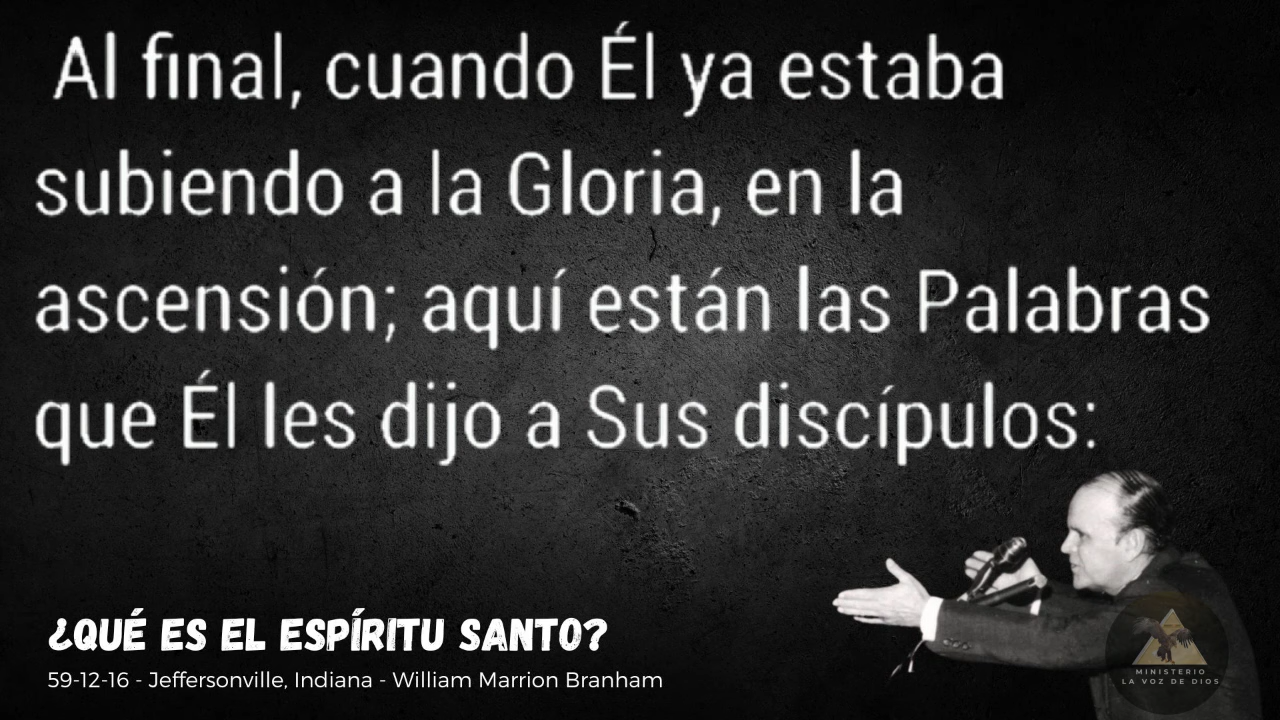 Al final, cuando Él ya estaba
subiendo a la Gloria, en la
ascensión; aquí están las Palabras
que Él les dijo a Sus discípulos:
¿QUÉ ES EL ESPÍRITU SANTO?
59-12-16 - Jeffersonville, Indiana - William Marrion Branham
MINISTERIO
LA VOZ DE DIOS